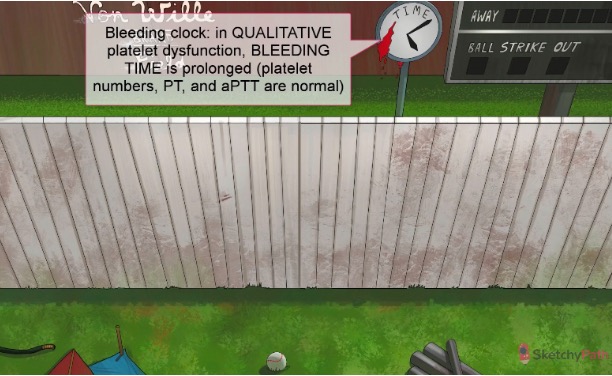 Von Wille
Bleeding clock: in QUALITATIVE
platelet dysfunction, BLEEDING
TIME is prolonged (platelet
numbers, PT, and aPTT are normal)
TIME
AWAY
BALL STRIKE OUT
SketchyPath